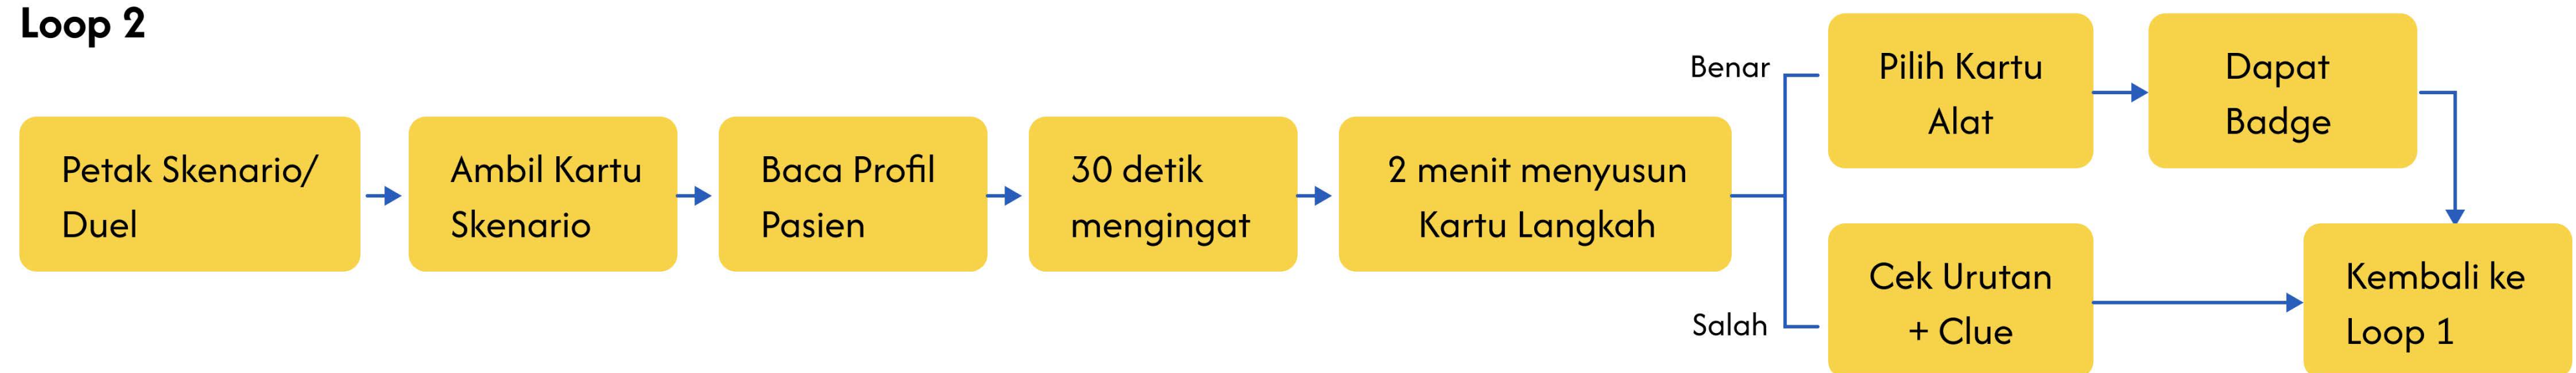 Loop 2
Petak Skenario/
Duel
Ambil Kartu
Skenario
Baca Profil
Pasien
30 detik
mengingat
2 menit menyusun
Kartu Langkah
Benar
Pilih Kartu
Alat
Dapat
Badge
Salah
Cek Urutan
+ Clue
Kembali ke
Loop 1